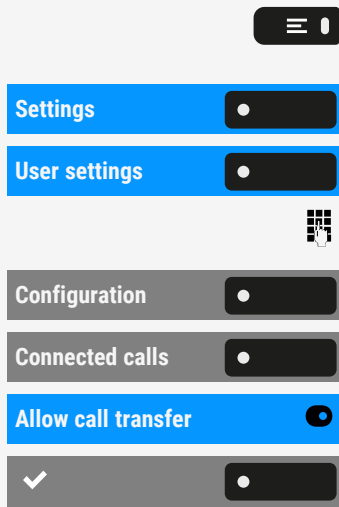 Settings
User settings
Configuration
Connected calls
Allow call transfer